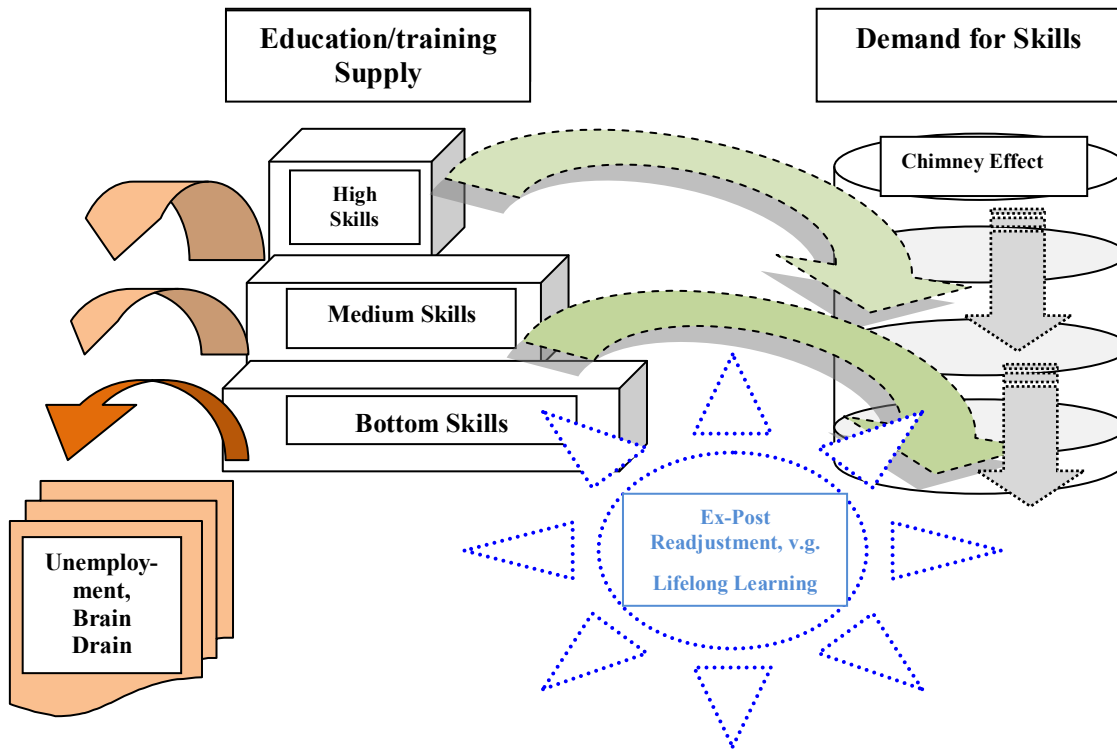 Education/training
Supply
Demand for Skills
Chimney Effect
High
Skills
Medium Skills
Bottom Skills
Unemploy-
ment,
Brain
Drain
Ex-Post
Readjustment, v.g.
Lifelong Learning